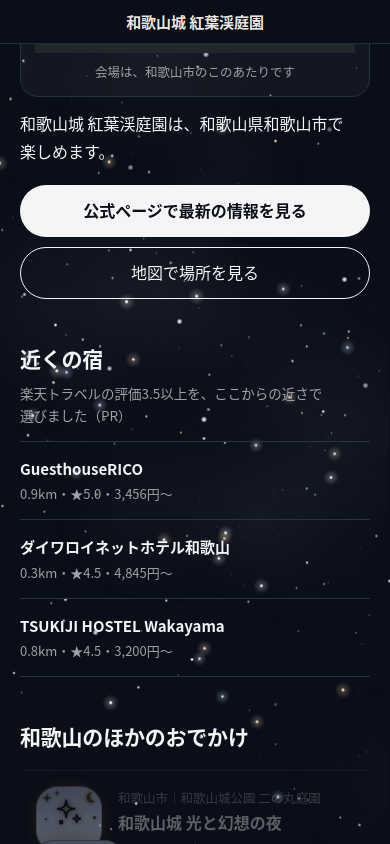 和歌山城 紅葉渓庭園
会場は、和歌山市のこのあたりです
和歌山城 紅葉渓庭園は、和歌山県和歌山市で
楽しめます。
公式ページで最新の情報を見る
地図で場所を見る
近くの宿
楽天トラベルの評価3.5以上を、ここからの近さで
選びました（PR）
GuesthouseRICO
0.9km・★5.0・3,456円〜
ダイワロイネットホテル和歌山
0.3km・★4.5・4,845円〜
TSUKIJI HOSTEL Wakayama
0.8km・★4.5・3,200円〜
和歌山のほかのおでかけ
和歌山市｜和歌山城公園 二の丸庭園
和歌山城 光と幻想の夜